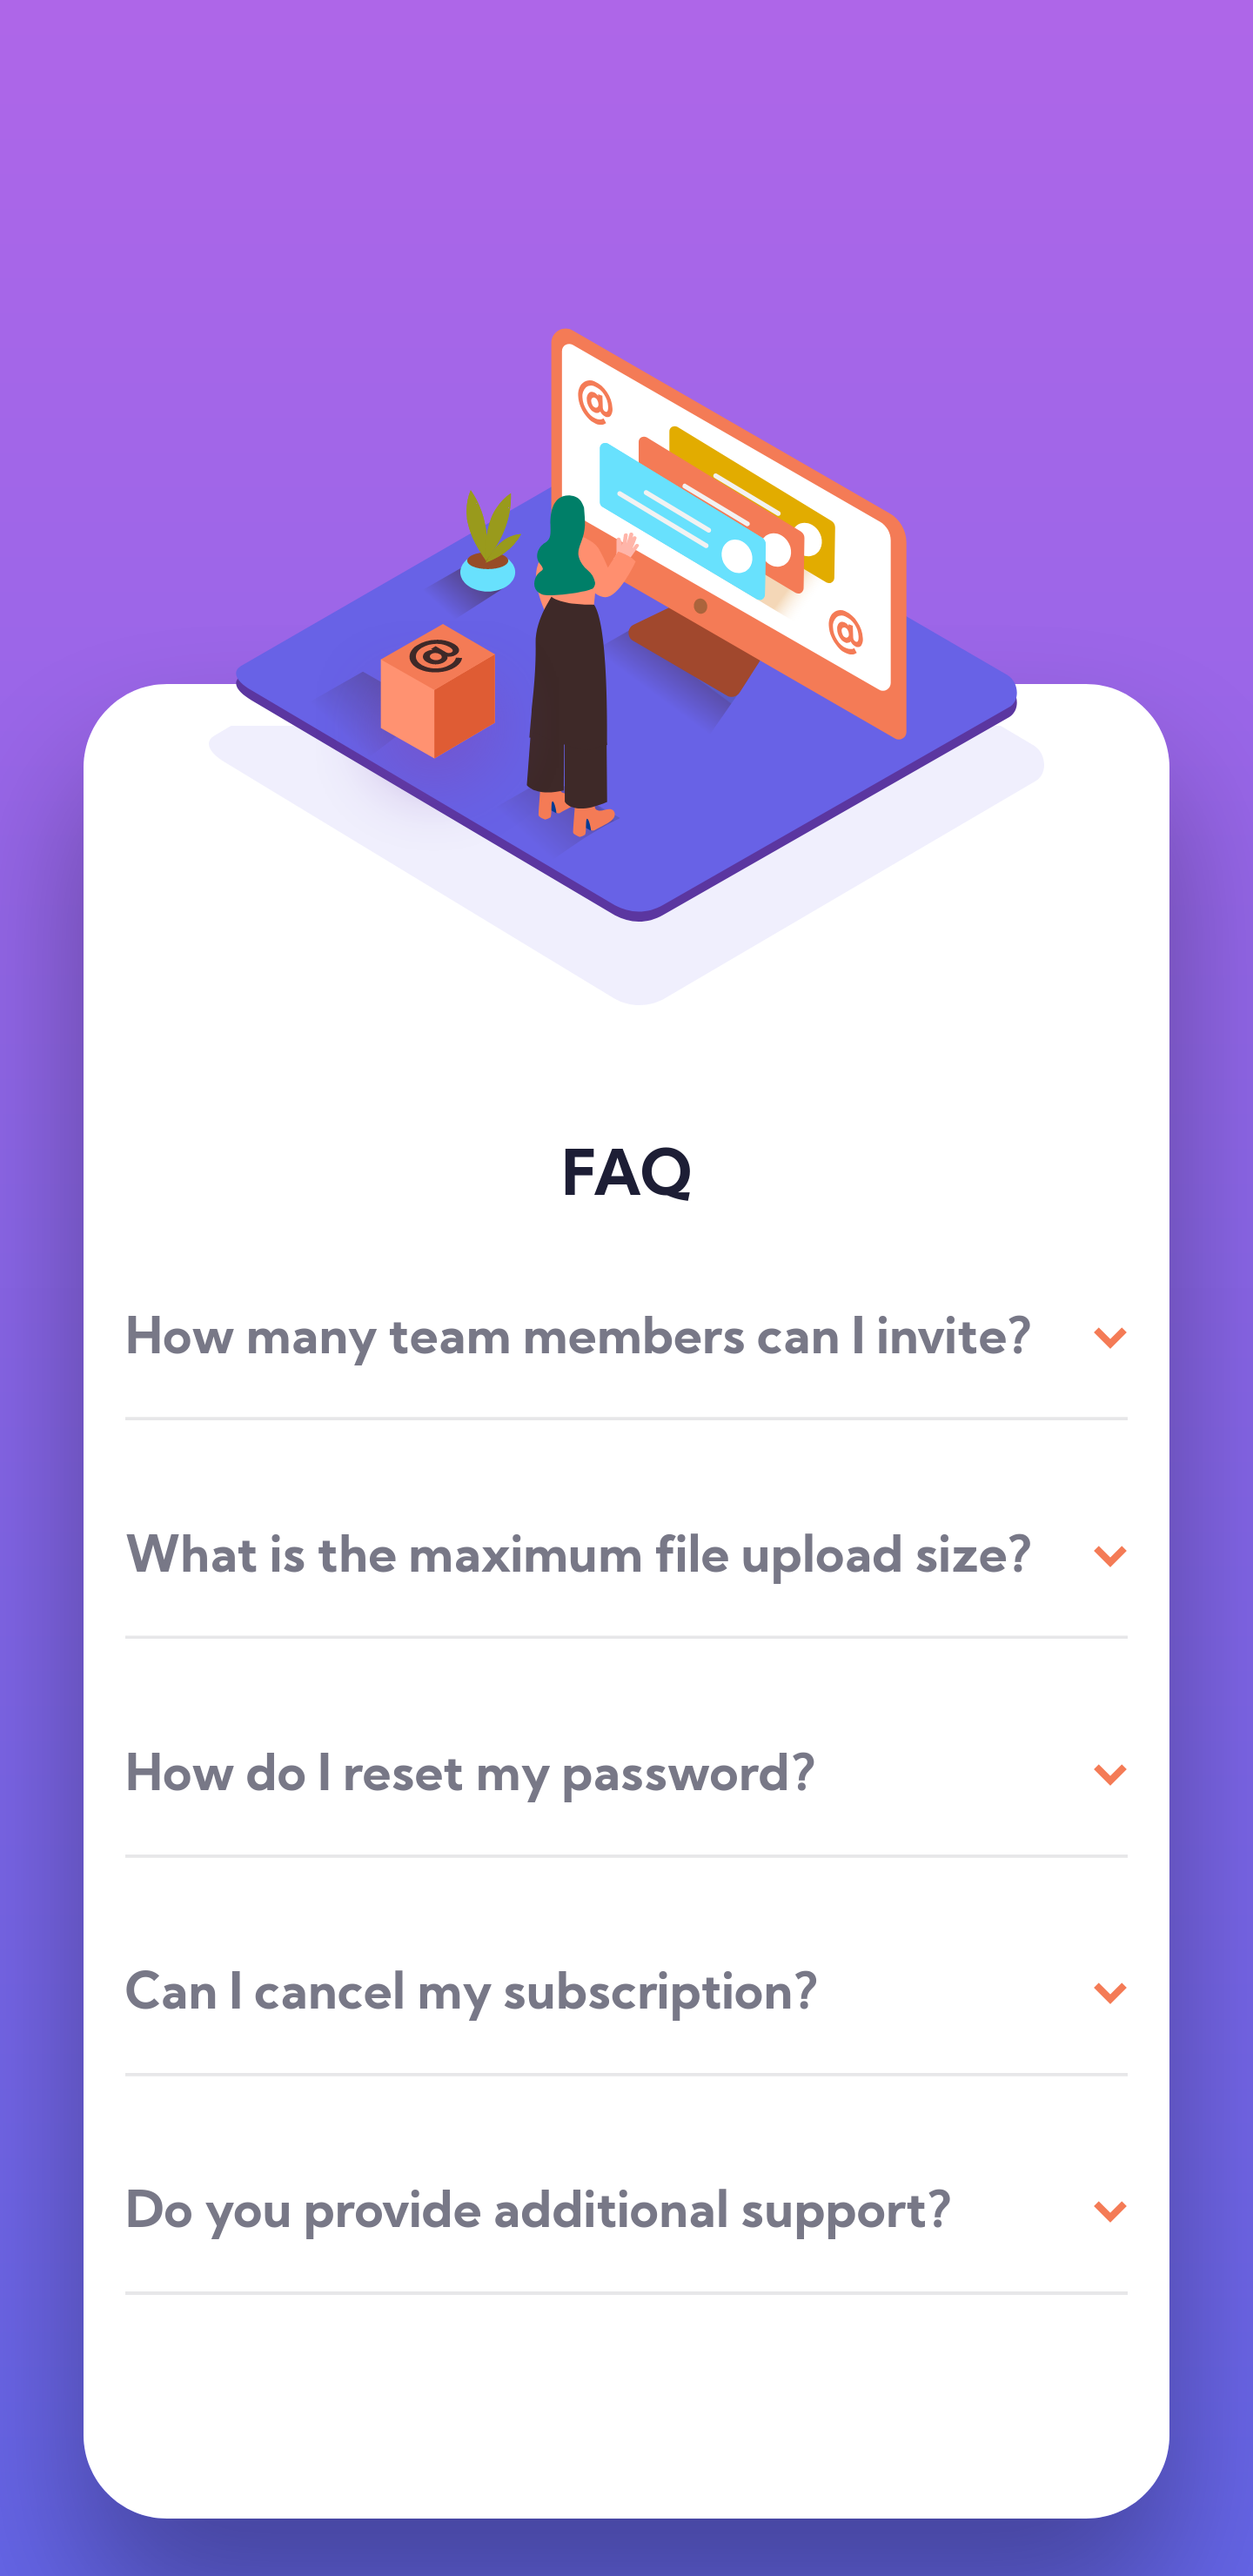 @
@
@
FAQ
How many team members can I invite?
What is the maximum file upload size?
How do I reset my password?
Can I cancel my subscription?
Do you provide additional support?